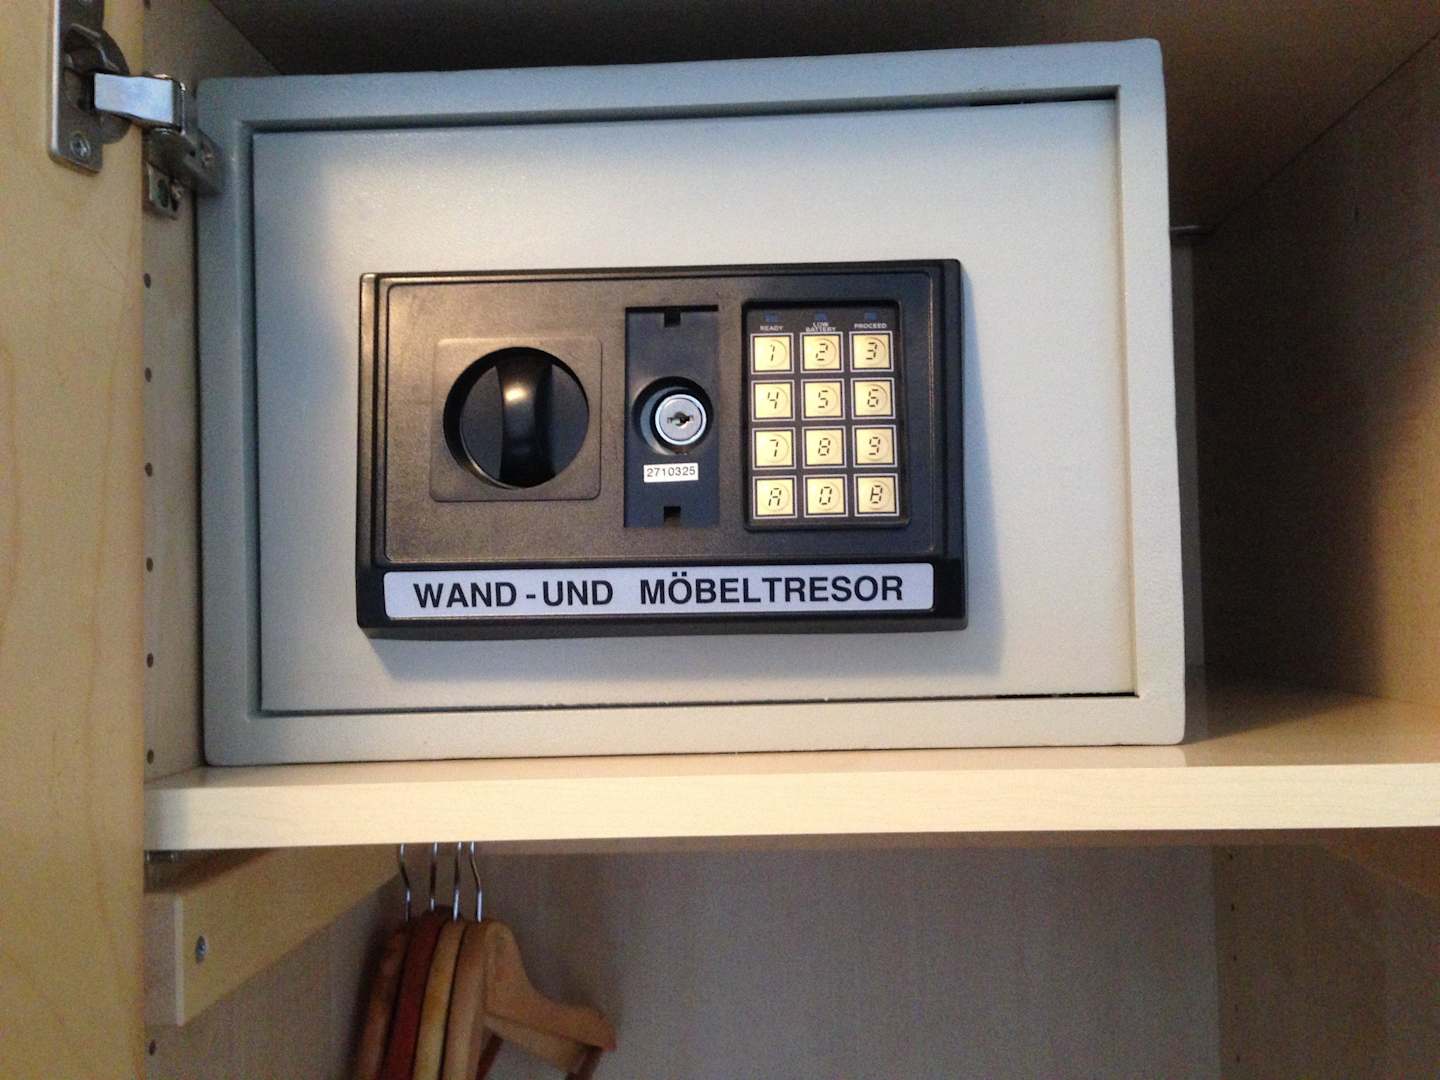 READY LOW BATTERY PROCEED
1 2 3
4 5 6
7 8 9
A 0 B
2710325
WAND - UND MÖBELTRESOR